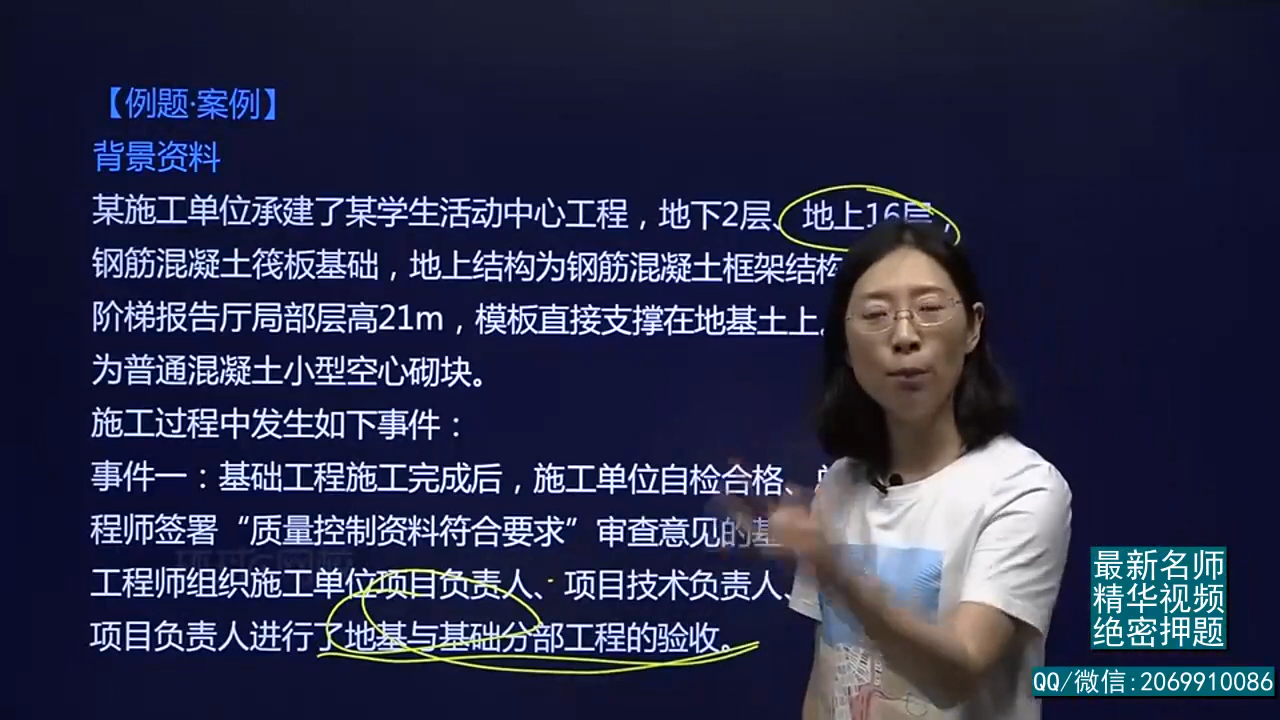 【例题·案例】
背景资料
某施工单位承建了某学生活动中心工程，地下2层、地上16层，
钢筋混凝土筏板基础，地上结构为钢筋混凝土框架结构
阶梯报告厅局部层高21m，模板直接支撑在地基土上。
为普通混凝土小型空心砌块。
施工过程中发生如下事件：
事件一：基础工程施工完成后，施工单位自检合格、
程师签署“质量控制资料符合要求”审查意见的基
工程师组织施工单位项目负责人、项目技术负责人、
项目负责人进行了地基与基础分部工程的验收。
最新名师
精华视频
绝密押题
QQ/微信:2069910086